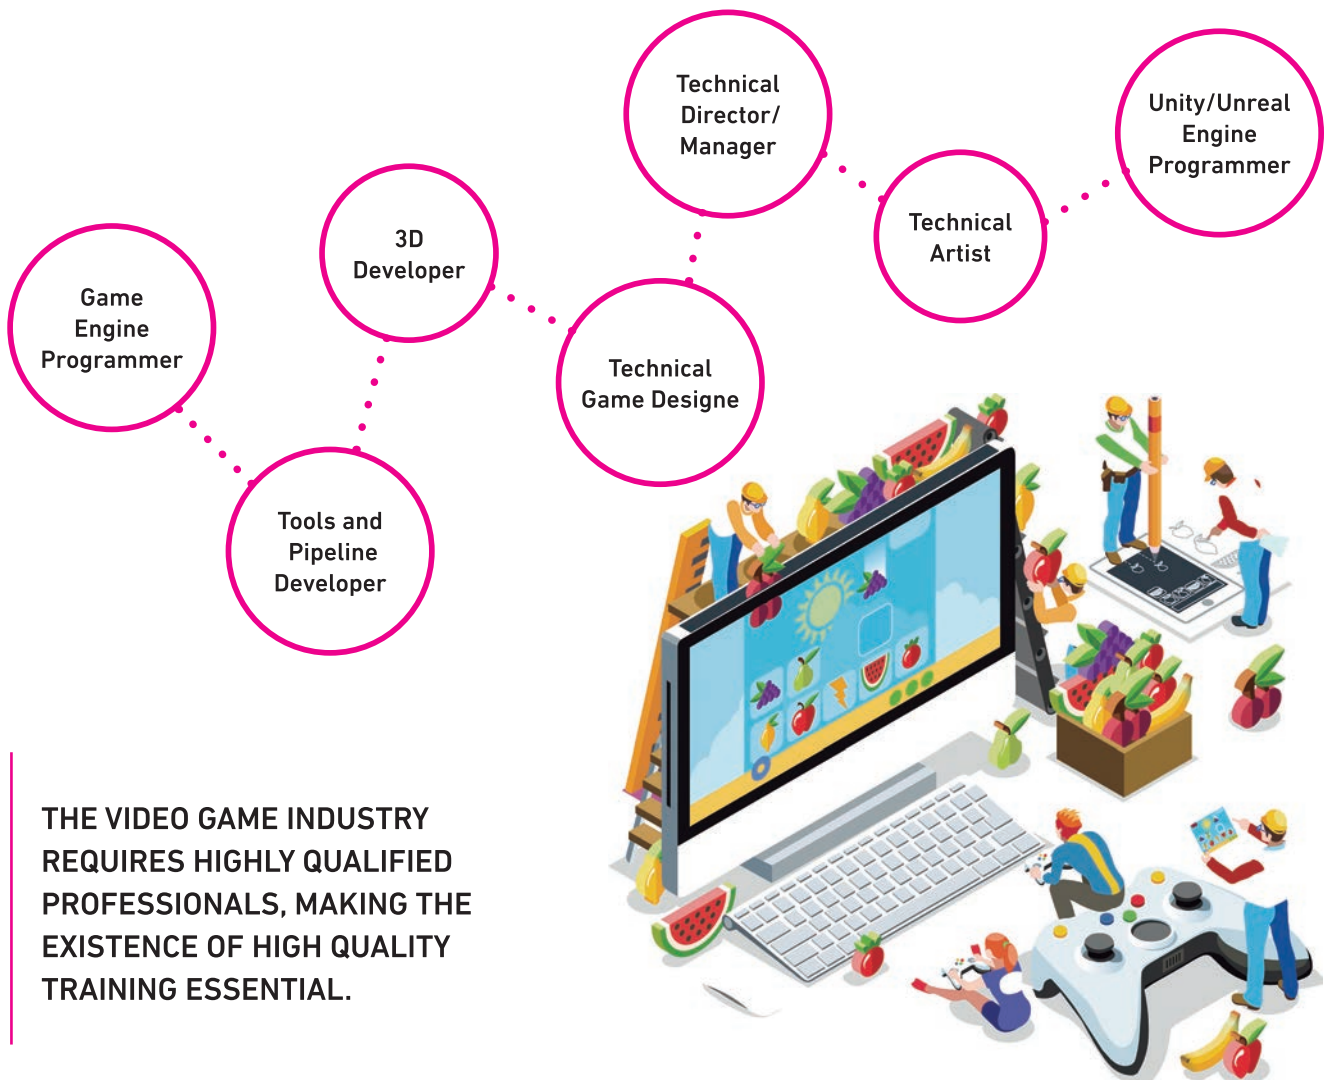 Game
Engine
Programmer
Tools and
Pipeline
Developer
3D
Developer
Technical
Game Designe
Technical
Director/
Manager
Technical
Artist
Unity/Unreal
Engine
Programmer
THE VIDEO GAME INDUSTRY
REQUIRES HIGHLY QUALIFIED
PROFESSIONALS, MAKING THE
EXISTENCE OF HIGH QUALITY
TRAINING ESSENTIAL.